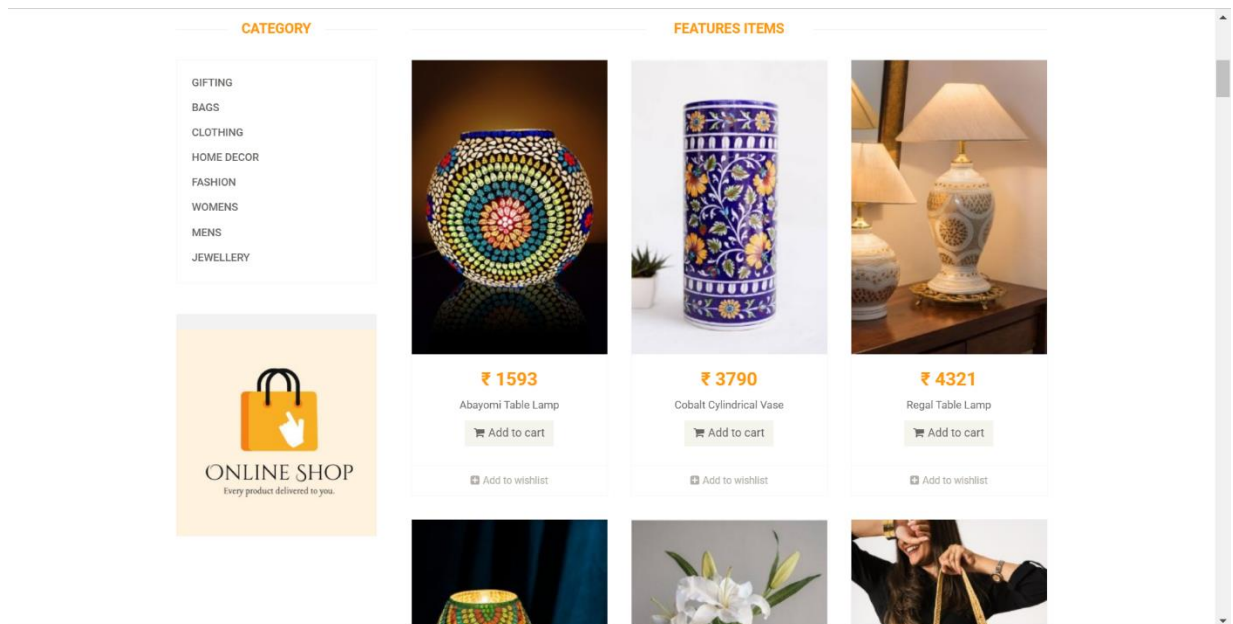 CATEGORY
GIFTING
BAGS
CLOTHING
HOME DECOR
FASHION
WOMENS
MENS
JEWELLERY
ONLINE SHOP
Every product delivered to you.
FEATURES ITEMS
₹ 1593
Abayomi Table Lamp
Add to cart
Add to wishlist
₹ 3790
Cobalt Cylindrical Vase
Add to cart
Add to wishlist
₹ 4321
Regal Table Lamp
Add to cart
Add to wishlist